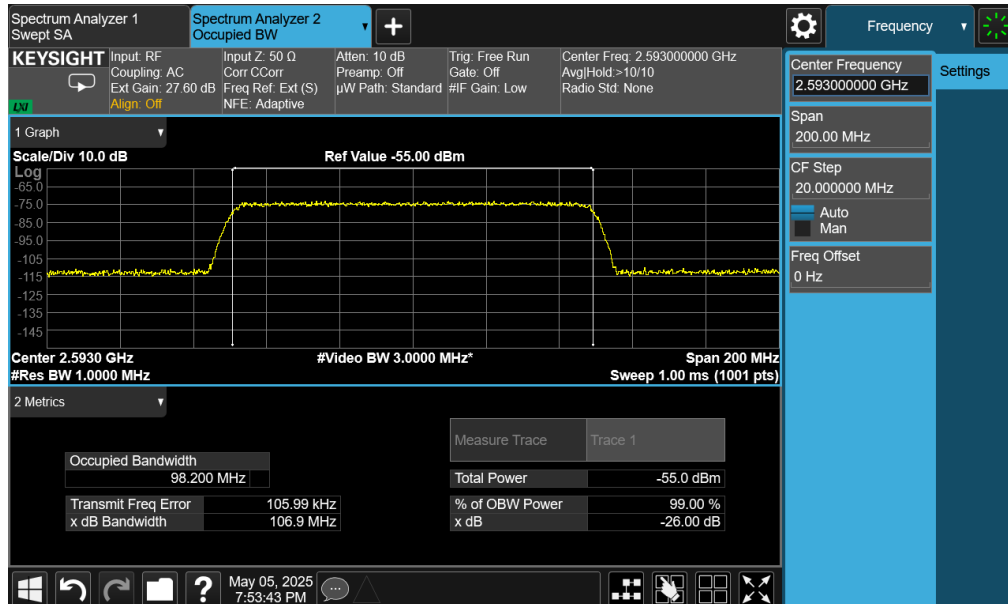 Spectrum Analyzer 1
Swept SA
Spectrum Analyzer 2
Occupied BW
+
Frequency
KEYSIGHT
LXI
Input: RF
Coupling: AC
Ext Gain: 27.60 dB
Align: Off
Input Z: 50 Ω
Corr CCorr
Freq Ref: Ext (S)
NFE: Adaptive
Atten: 10 dB
Preamp: Off
µW Path: Standard
Trig: Free Run
Gate: Off
#IF Gain: Low
Center Freq: 2.593000000 GHz
Avg|Hold:>10/10
Radio Std: None
Center Frequency
2.593000000 GHz
Settings
Span
200.00 MHz
CF Step
20.000000 MHz
Auto
Man
Freq Offset
0 Hz
1 Graph
Scale/Div 10.0 dB
Ref Value -55.00 dBm
Log
-65.0
-75.0
-85.0
-95.0
-105
-115
-125
-135
-145
Center 2.5930 GHz
#Video BW 3.0000 MHz*
Span 200 MHz
#Res BW 1.0000 MHz
Sweep 1.00 ms (1001 pts)
2 Metrics
Measure Trace
Trace 1
Occupied Bandwidth
98.200 MHz
Total Power
-55.0 dBm
Transmit Freq Error
105.99 kHz
% of OBW Power
99.00 %
x dB Bandwidth
106.9 MHz
x dB
-26.00 dB
?
May 05, 2025
7:53:43 PM